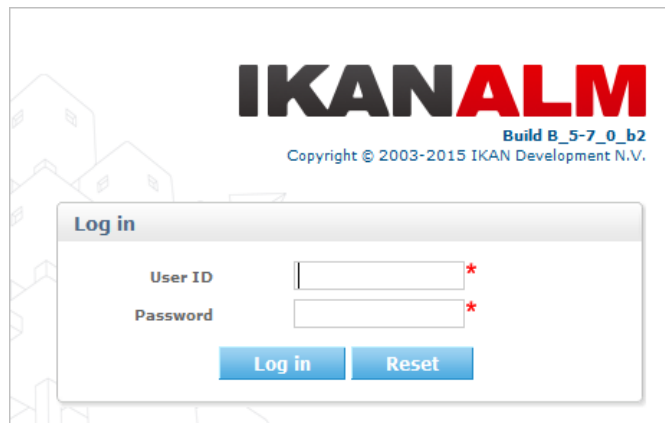 IKANALM
Build B_5-7_0_b2
Copyright © 2003-2015 IKAN Development N.V.
Log in
User ID *
Password *
Log in Reset